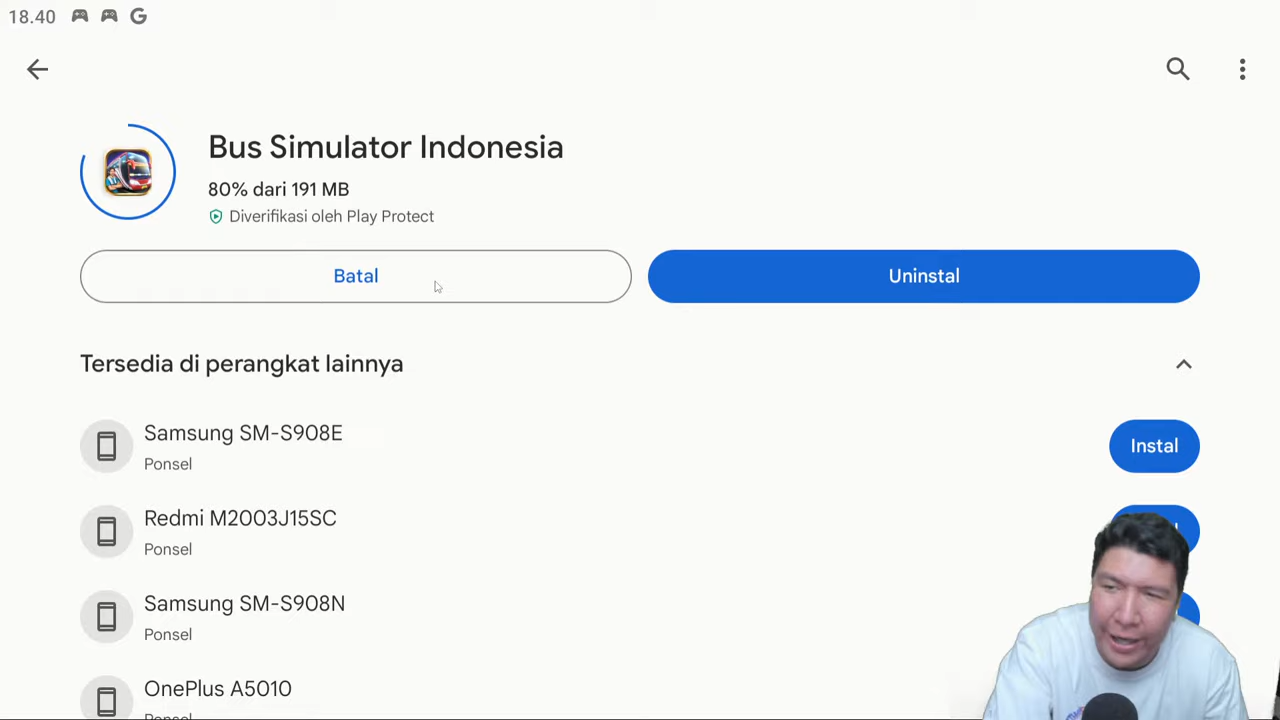 18.40
Bus Simulator Indonesia
80% dari 191 MB
Diverifikasi oleh Play Protect
Batal
Uninstal
Tersedia di perangkat lainnya
Samsung SM-S908E
Ponsel
Instal
Redmi M2003J15SC
Ponsel
Samsung SM-S908N
Ponsel
OnePlus A5010
Ponsel